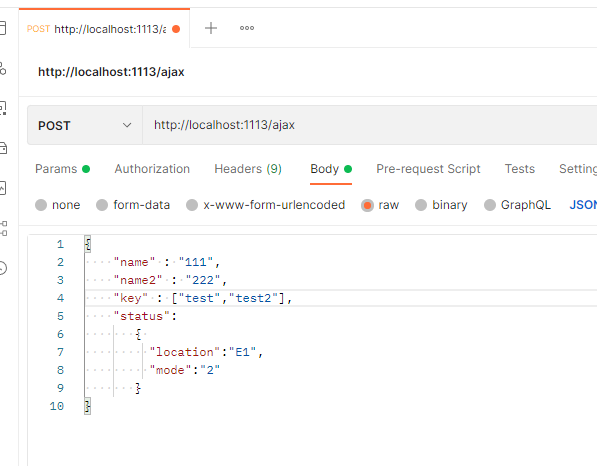 POST http://localhost:1113/a
http://localhost:1113/ajax
POST http://localhost:1113/ajax
Params Authorization Headers (9) Body Pre-request Script Tests Setting
none form-data x-www-form-urlencoded raw binary GraphQL JSON
1 {
2 "name" : "111",
3 "name2" : "222",
4 "key" : ["test","test2"],
5 "status":
6 {
7 "location":"E1",
8 "mode":"2"
9 }
10 }